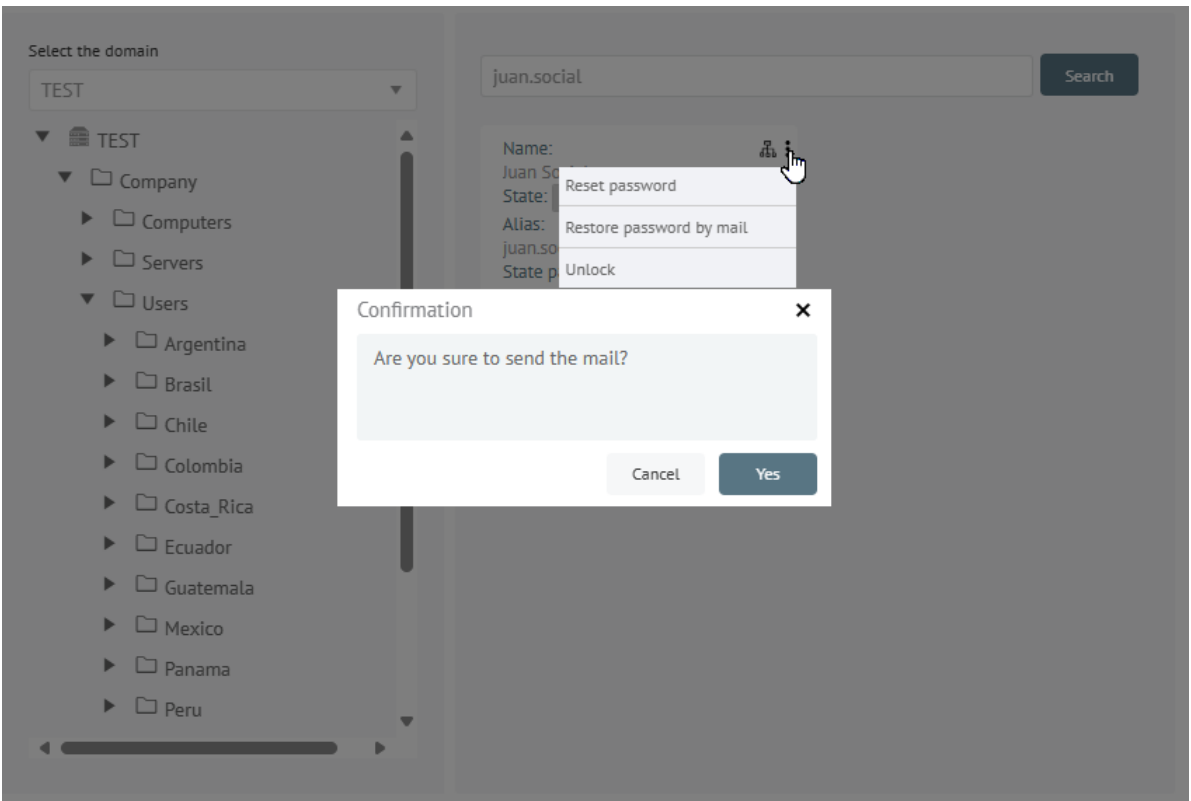 Select the domain
TEST
TEST
Company
Computers
Servers
Users
Argentina
Brasil
Chile
Colombia
Costa_Rica
Ecuador
Guatemala
Mexico
Panama
Peru
juan.social
Search
Name:
Juan
State:
Alias:
State
Reset password
Restore password by mail
Unlock
Confirmation
Are you sure to send the mail?
Cancel
Yes